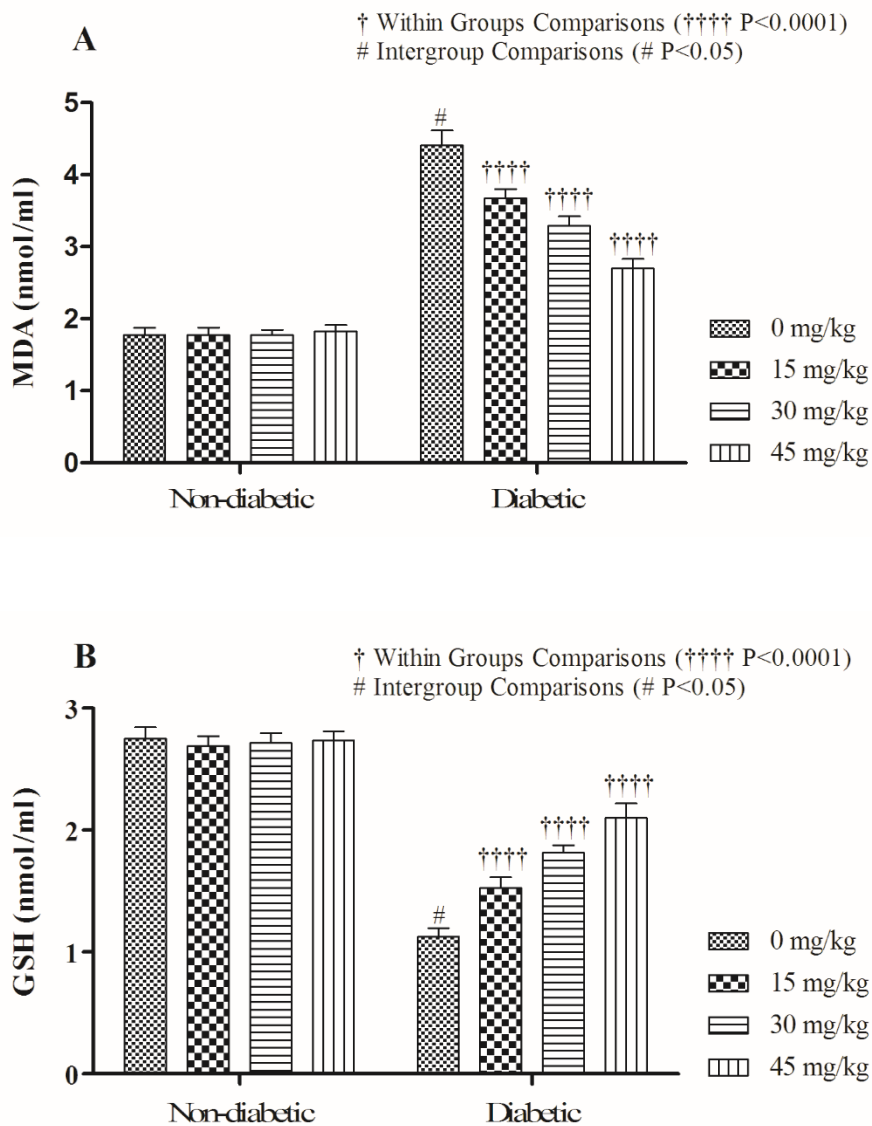 A
† Within Groups Comparisons (†††† P<0.0001)
# Intergroup Comparisons (# P<0.05)
MDA (nmol/ml)
5
4
3
2
1
0
#
††††
††††
††††
Non-diabetic
Diabetic
0 mg/kg
15 mg/kg
30 mg/kg
45 mg/kg
B
† Within Groups Comparisons (†††† P<0.0001)
# Intergroup Comparisons (# P<0.05)
GSH (nmol/ml)
3
2
1
0
#
††††
††††
††††
Non-diabetic
Diabetic
0 mg/kg
15 mg/kg
30 mg/kg
45 mg/kg